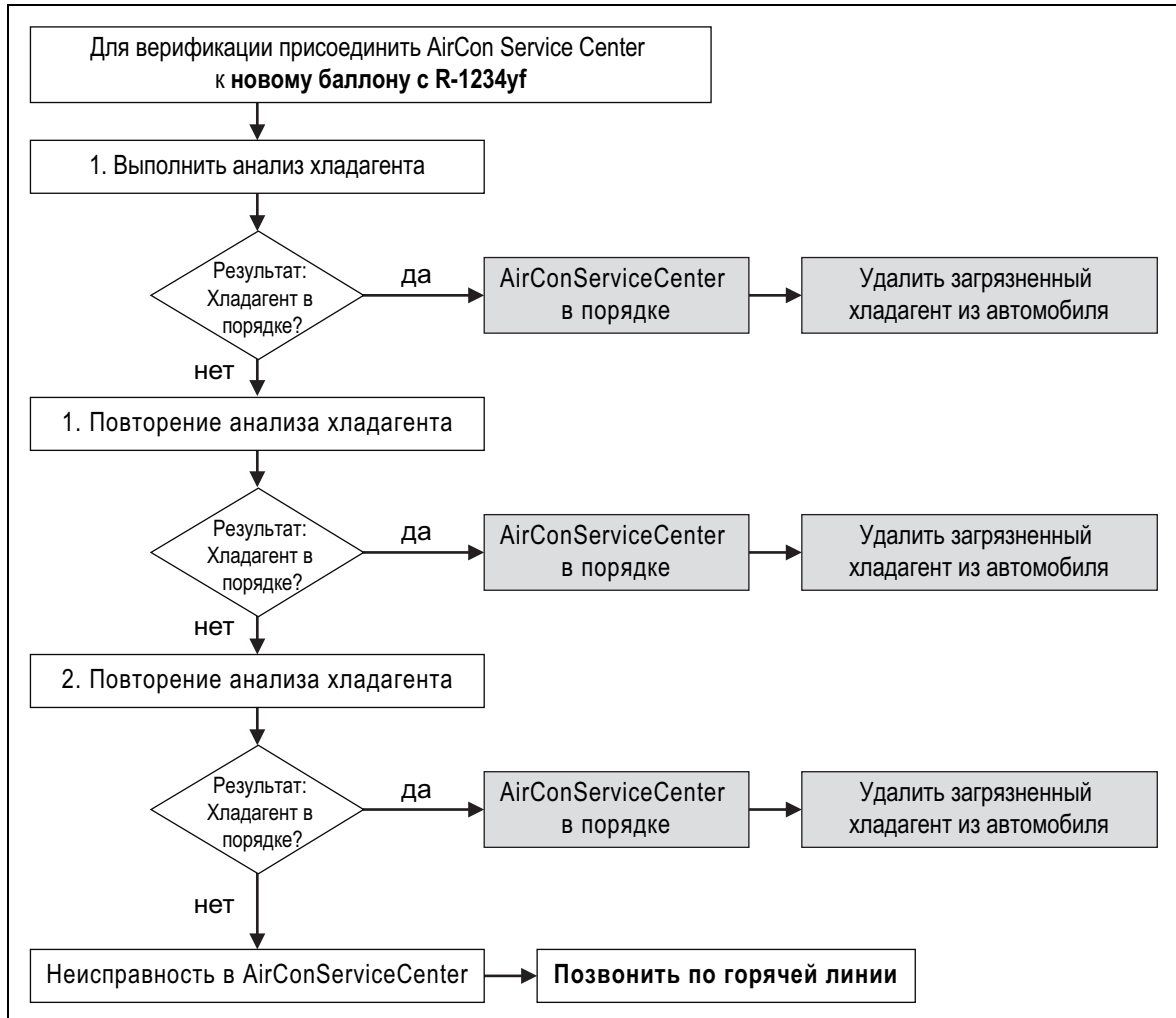 Для верификации присоединить AirCon Service Center
к новому баллону с R-1234yf
1. Выполнить анализ хладагента
Результат:
Хладагент в
порядке?
да
AirConServiceCenter
в порядке
Удалить загрязненный
хладагент из автомобиля
нет
1. Повторение анализа хладагента
Результат:
Хладагент в
порядке?
да
AirConServiceCenter
в порядке
Удалить загрязненный
хладагент из автомобиля
нет
2. Повторение анализа хладагента
Результат:
Хладагент в
порядке?
да
AirConServiceCenter
в порядке
Удалить загрязненный
хладагент из автомобиля
нет
Неисправность в AirConServiceCenter
Позвонить по горячей линии